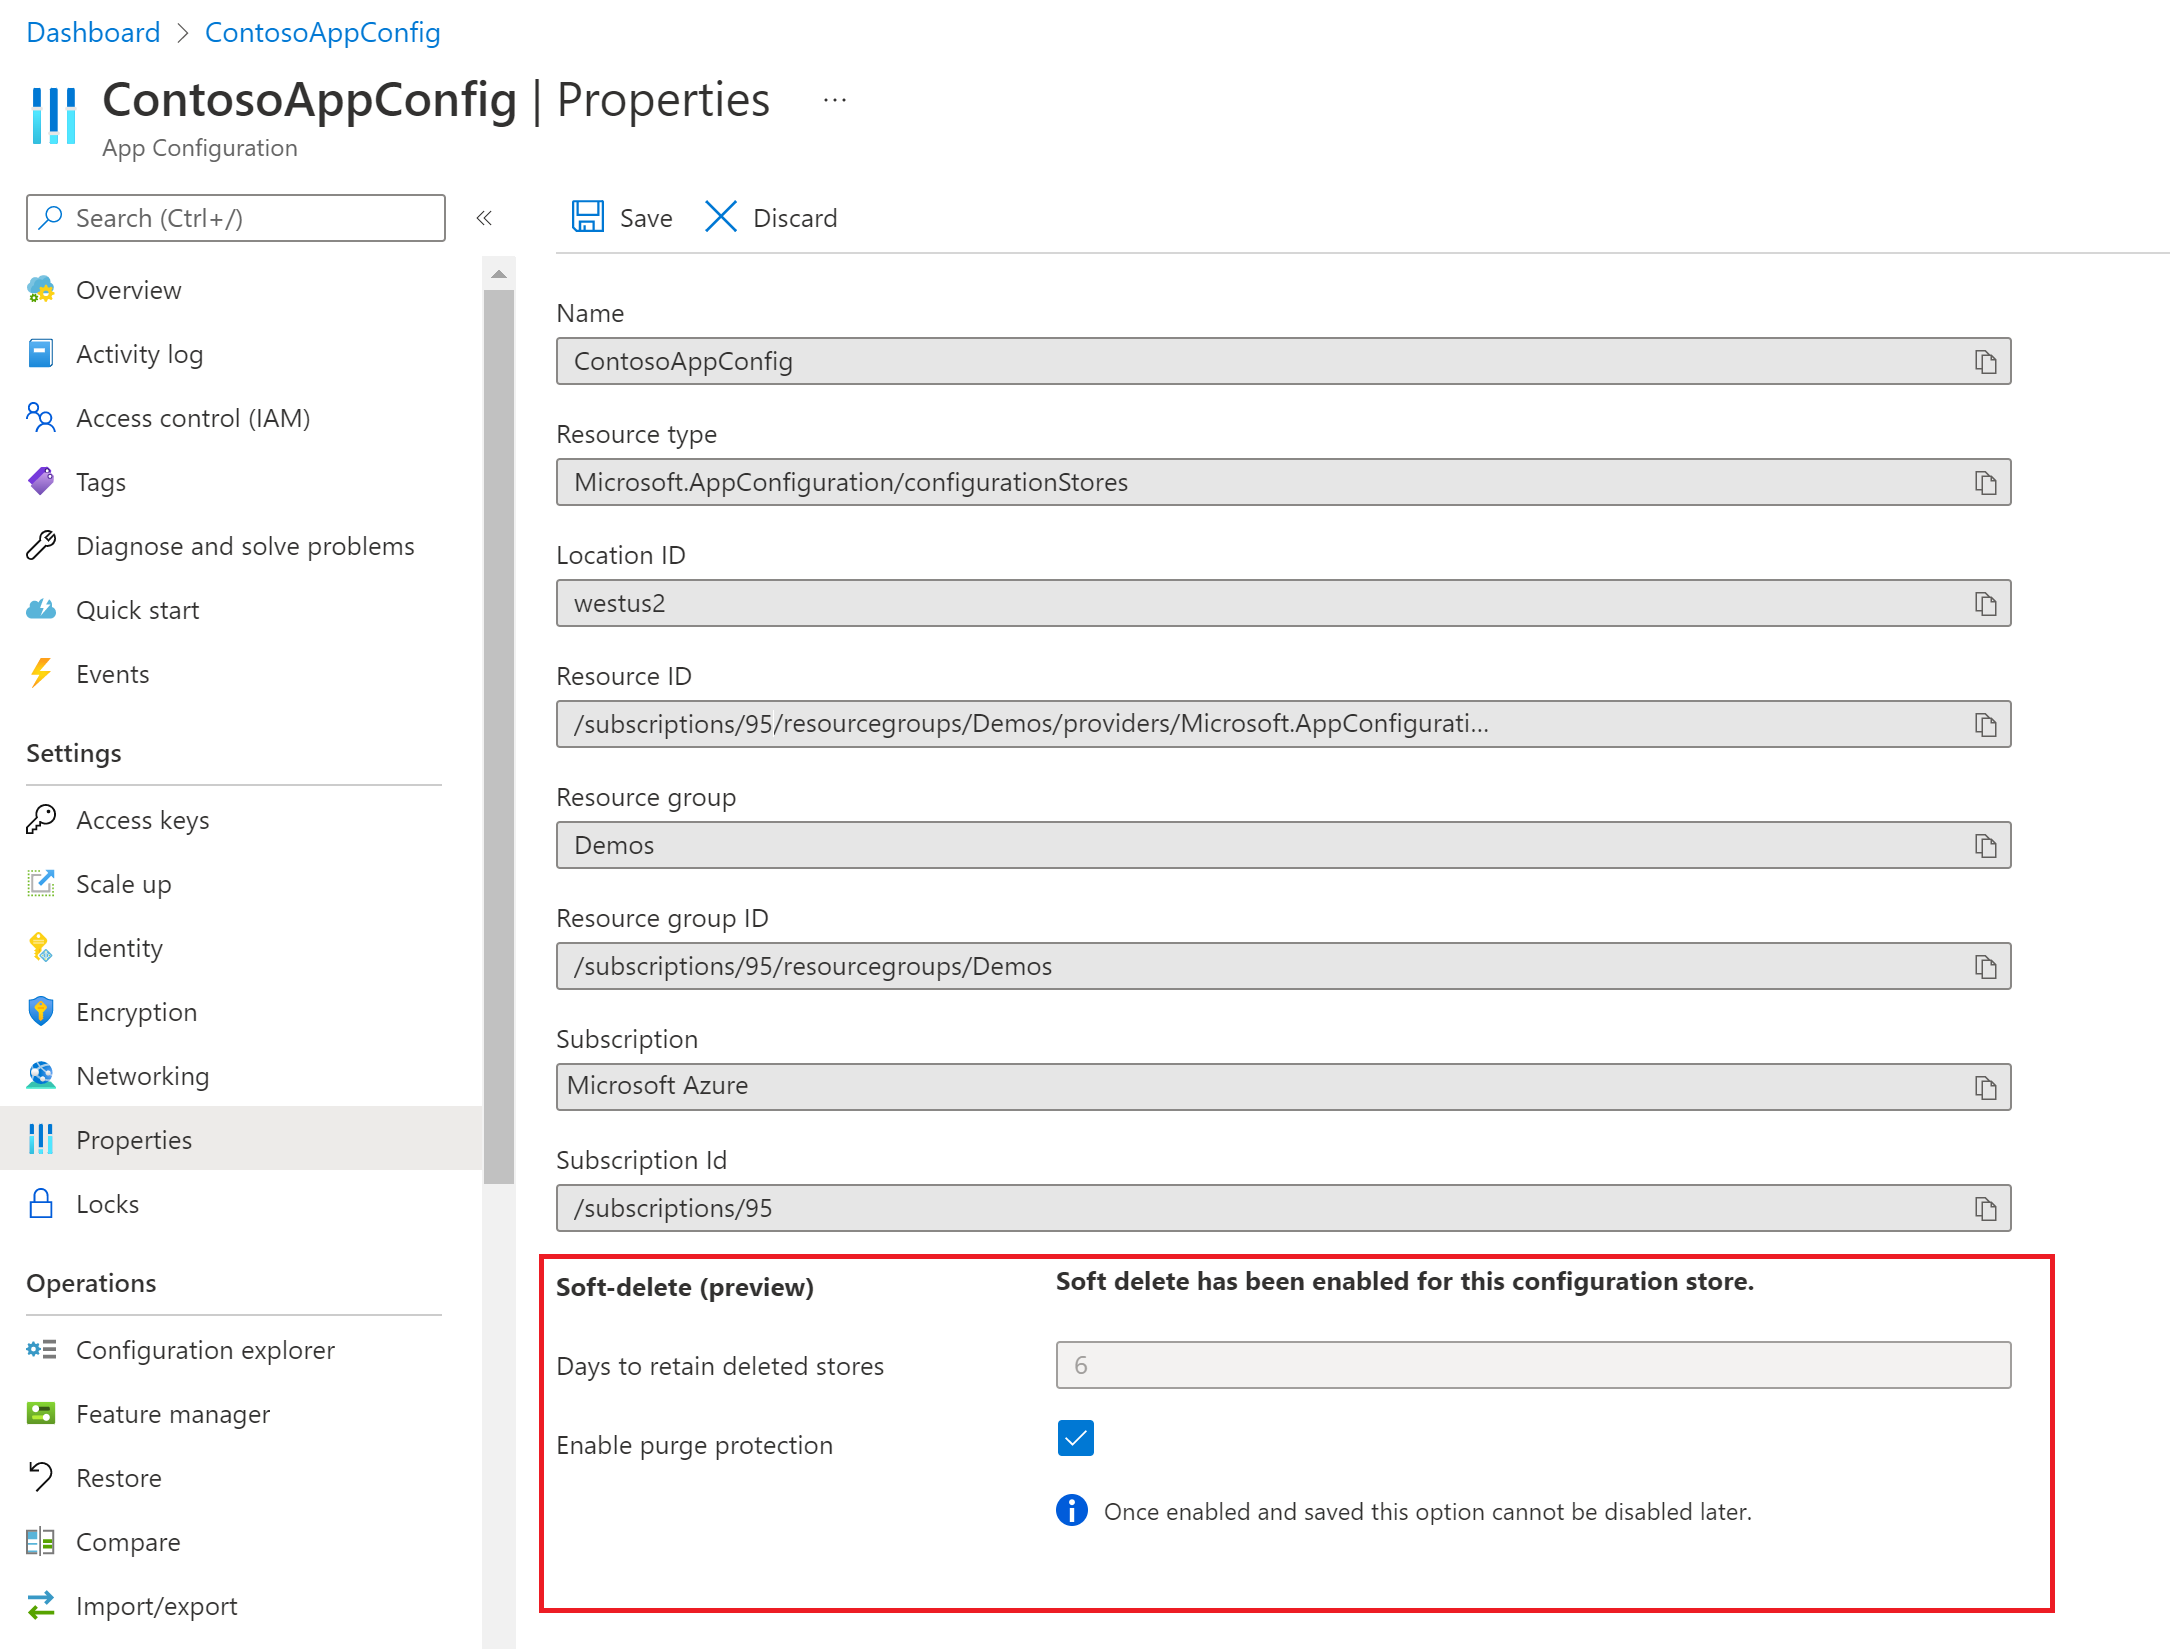 Dashboard > ContosoAppConfig
ContosoAppConfig | Properties ...
App Configuration
Search (Ctrl+/)
«
Overview
Activity log
Access control (IAM)
Tags
Diagnose and solve problems
Quick start
Events
Settings
Access keys
Scale up
Identity
Encryption
Networking
Properties
Locks
Operations
Configuration explorer
Feature manager
Restore
Compare
Import/export
Save Discard
Name
ContosoAppConfig
Resource type
Microsoft.AppConfiguration/configurationStores
Location ID
westus2
Resource ID
/subscriptions/95/resourcegroups/Demos/providers/Microsoft.AppConfigurati...
Resource group
Demos
Resource group ID
/subscriptions/95/resourcegroups/Demos
Subscription
Microsoft Azure
Subscription Id
/subscriptions/95
Soft-delete (preview) Soft delete has been enabled for this configuration store.
Days to retain deleted stores 6
Enable purge protection
Once enabled and saved this option cannot be disabled later.